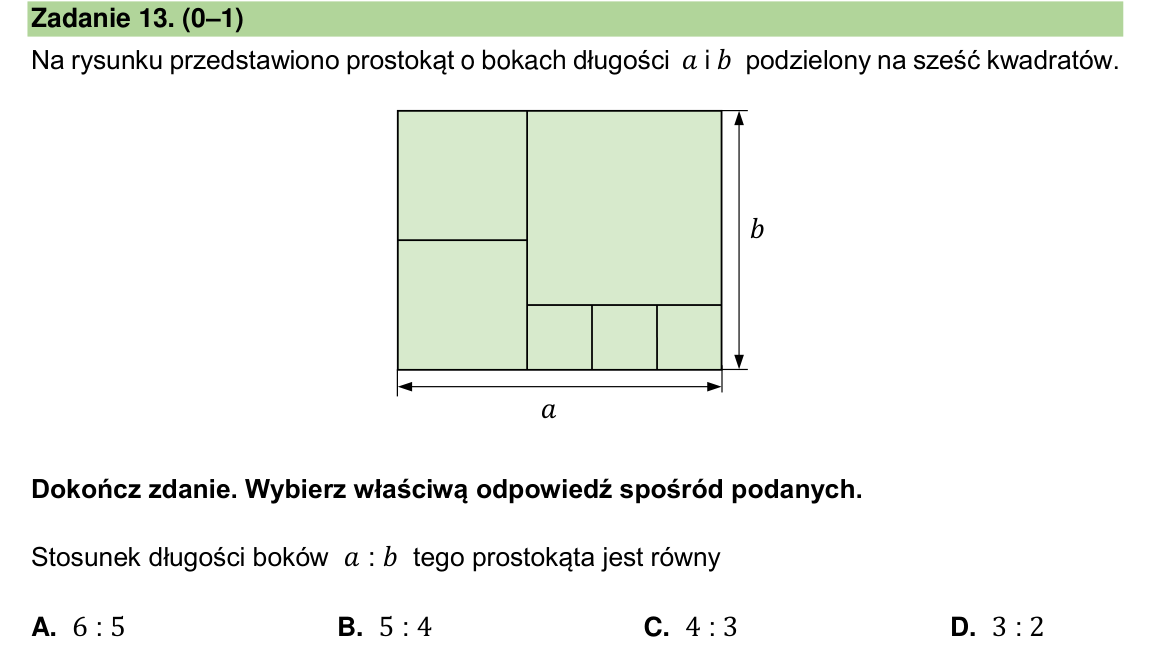 Zadanie 13. (0–1)
Na rysunku przedstawiono prostokąt o bokach długości a i b podzielony na sześć kwadratów.
b
a
Dokończ zdanie. Wybierz właściwą odpowiedź spośród podanych.
Stosunek długości boków a : b tego prostokąta jest równy
A. 6 : 5 B. 5 : 4 C. 4 : 3 D. 3 : 2